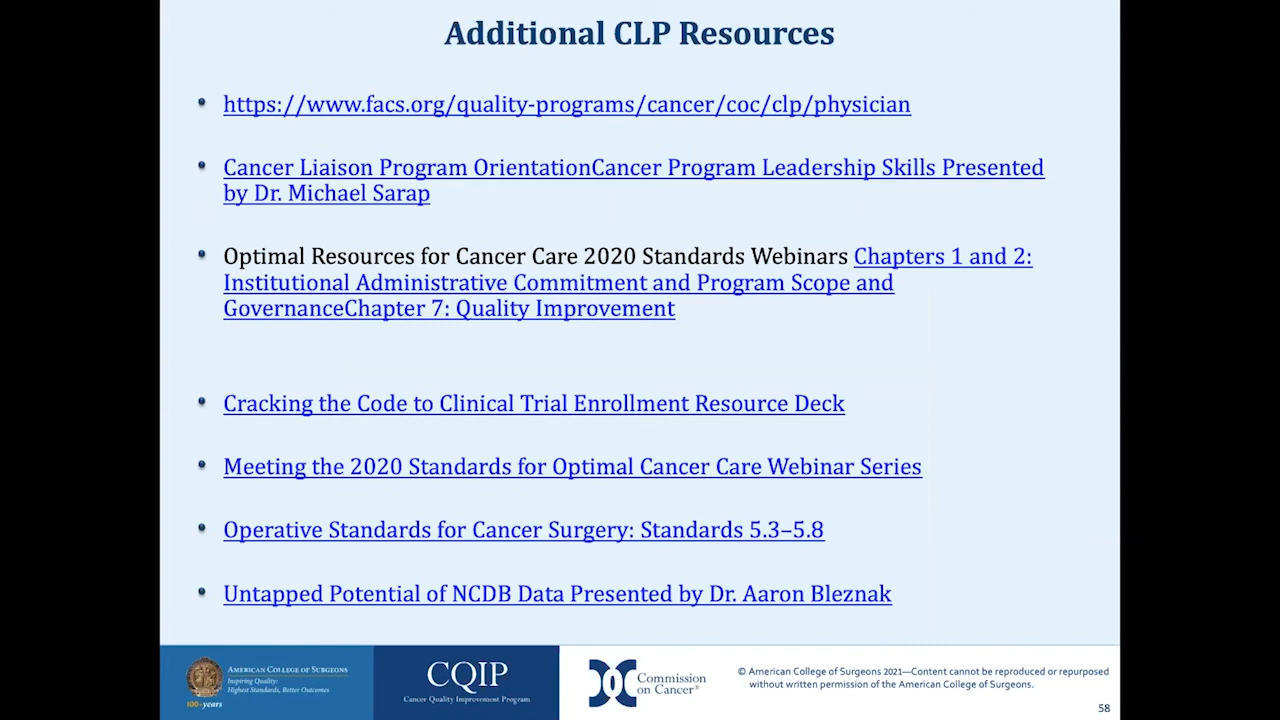 Additional CLP Resources
• https://www.facs.org/quality-programs/cancer/coc/clp/physician
• Cancer Liaison Program OrientationCancer Program Leadership Skills Presented
by Dr. Michael Sarap
• Optimal Resources for Cancer Care 2020 Standards Webinars Chapters 1 and 2:
Institutional Administrative Commitment and Program Scope and
GovernanceChapter 7: Quality Improvement
• Cracking the Code to Clinical Trial Enrollment Resource Deck
• Meeting the 2020 Standards for Optimal Cancer Care Webinar Series
• Operative Standards for Cancer Surgery: Standards 5.3–5.8
• Untapped Potential of NCDB Data Presented by Dr. Aaron Bleznak
AMERICAN COLLEGE OF SURGEONS
Inspiring Quality:
Highest Standards, Better Outcomes
100+years
CQIP
Cancer Quality Improvement Program
Commission
on Cancer®
© American College of Surgeons 2021—Content cannot be reproduced or repurposed
without written permission of the American College of Surgeons.
58